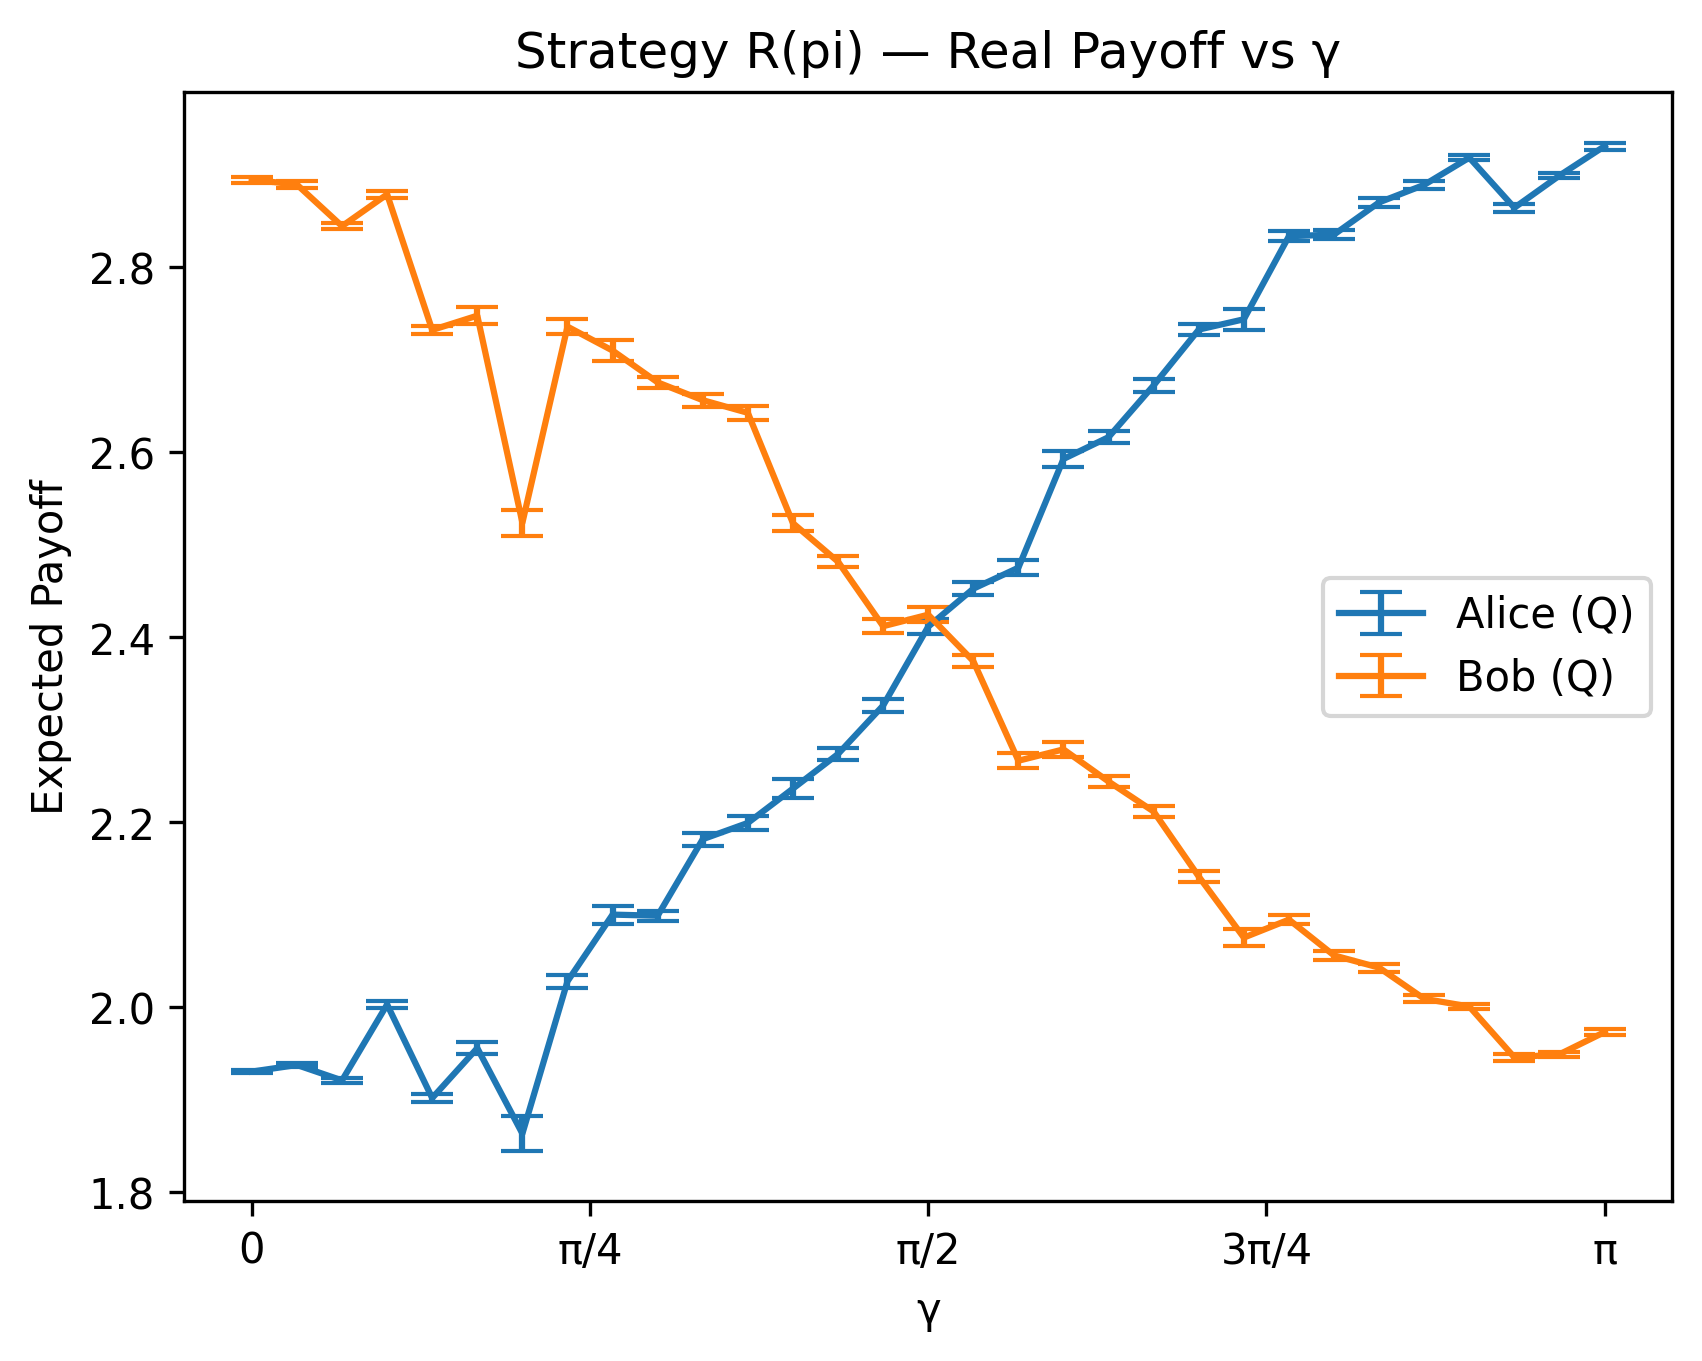 Strategy R(pi) — Real Payoff vs γ
Expected Payoff
2.8
2.6
2.4
2.2
2.0
1.8
Alice (Q)
Bob (Q)
0
π/4
π/2
3π/4
π
γ